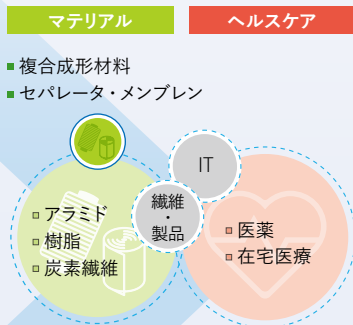 マテリアル
ヘルスケア
複合成形材料
セパレータ・メンブレン
IT
繊維
・
製品
アラミド
樹脂
炭素繊維
医薬
在宅医療